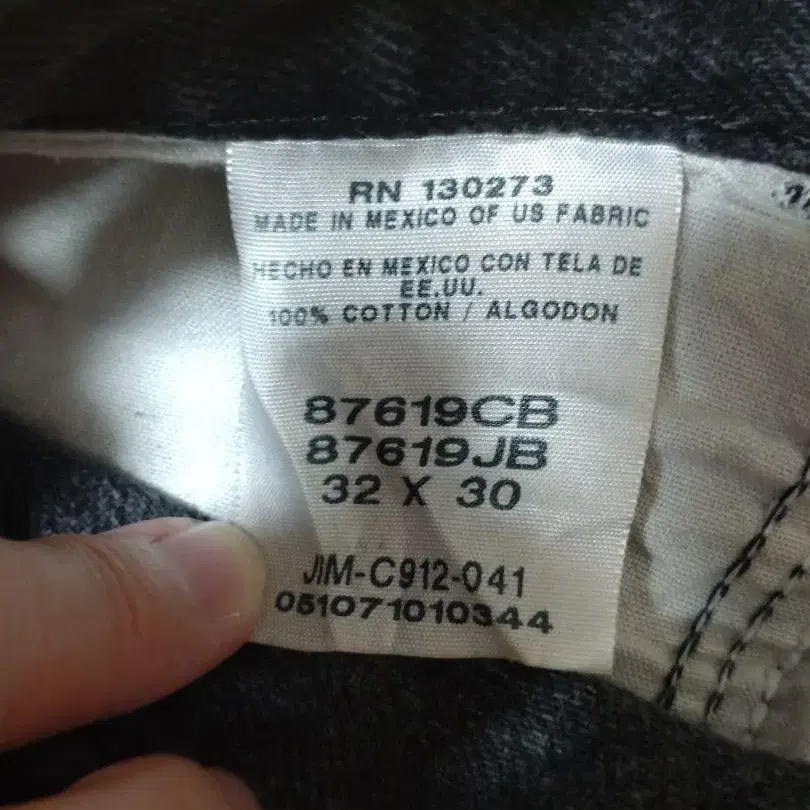 RN 130273
MADE IN MEXICO OF US FABRIC
HECHO EN MEXICO CON TELA DE
EE.UU.
100% COTTON / ALGODON
87619CB
87619JB
32 X 30
JIM-C912-041
051071010344